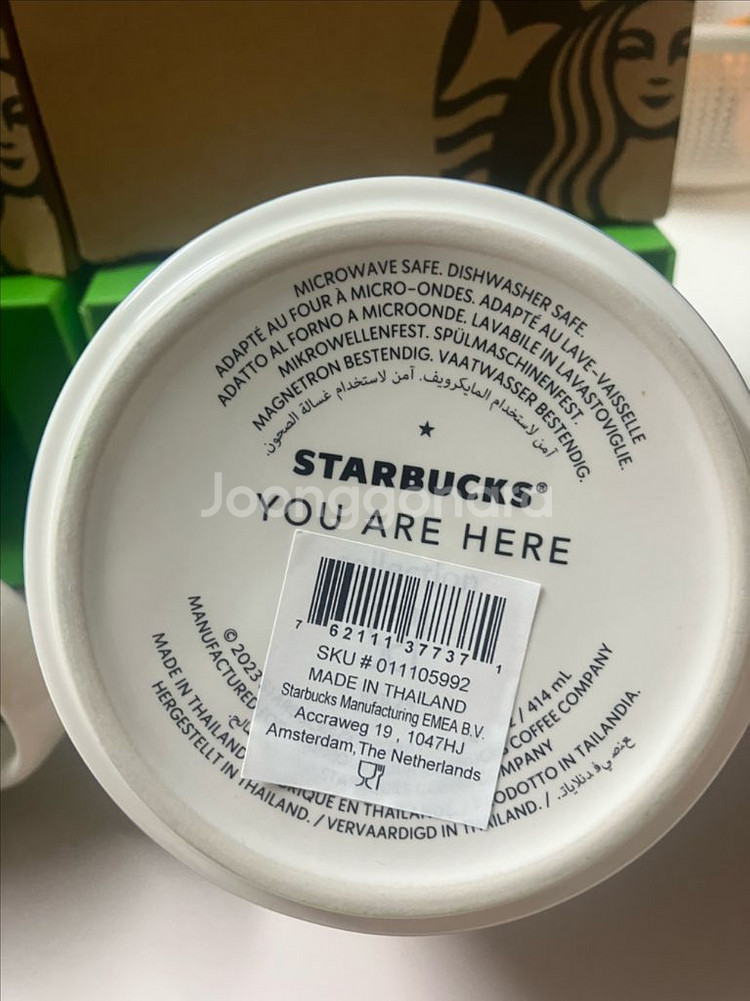 MICROWAVE SAFE. DISHWASHER SAFE.
ADAPTÉ AU FOUR À MICRO-ONDES. ADAPTÉ AU LAVE-VAISSELLE
ADATTO AL FORNO A MICROONDE. LAVABILE IN LAVASTOVIGLIE.
MIKROWELLENFEST. SPÜLMASCHINENFEST.
MAGNETRON BESTENDIG. VAATWASSER BESTENDIG.
آمن لاستخدام المايكرويف. آمن لاستخدام غسالة الصحون.
STARBUCKS®
Joonggonara
YOU ARE HERE
7 62111 37737 1
SKU # 011105992
MADE IN THAILAND
Starbucks Manufacturing EMEA B.V.
Accraweg 19 , 1047HJ
Amsterdam, The Netherlands
© 2023
/ 414 mL
MANUFACTURED
COFFEE COMPANY
MADE IN THAILAND
IN TAILANDIA.
HERGESTELLT IN THAILAND. / VERVAARDIGD IN